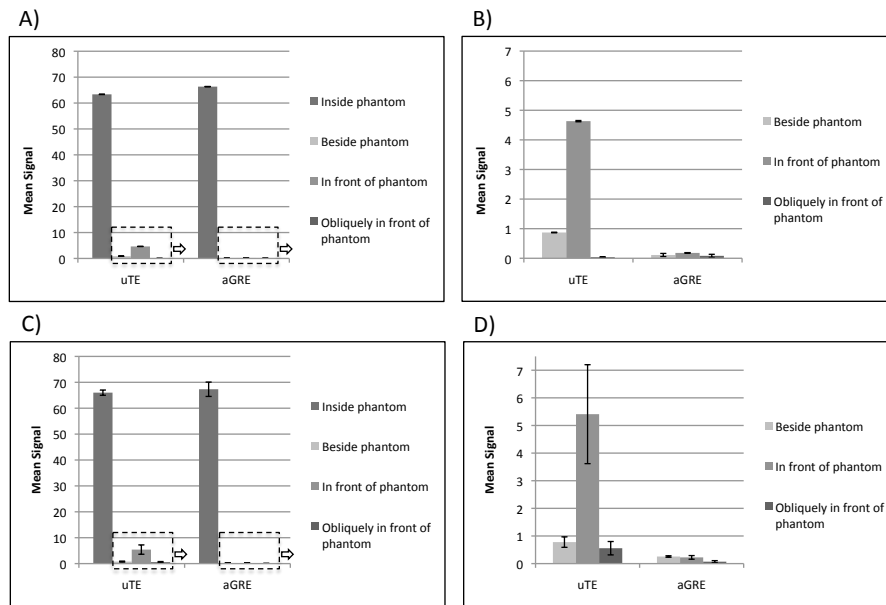 A)
Mean Signal
80
70
60
50
40
30
20
10
0
uTE
aGRE
Inside phantom
Beside phantom
In front of phantom
Obliquely in front of
phantom
B)
Mean Signal
7
6
5
4
3
2
1
0
uTE
aGRE
Beside phantom
In front of phantom
Obliquely in front of
phantom
C)
Mean Signal
80
70
60
50
40
30
20
10
0
uTE
aGRE
Inside phantom
Beside phantom
In front of phantom
Obliquely in front of
phantom
D)
Mean Signal
7
6
5
4
3
2
1
0
uTE
aGRE
Beside phantom
In front of phantom
Obliquely in front of
phantom